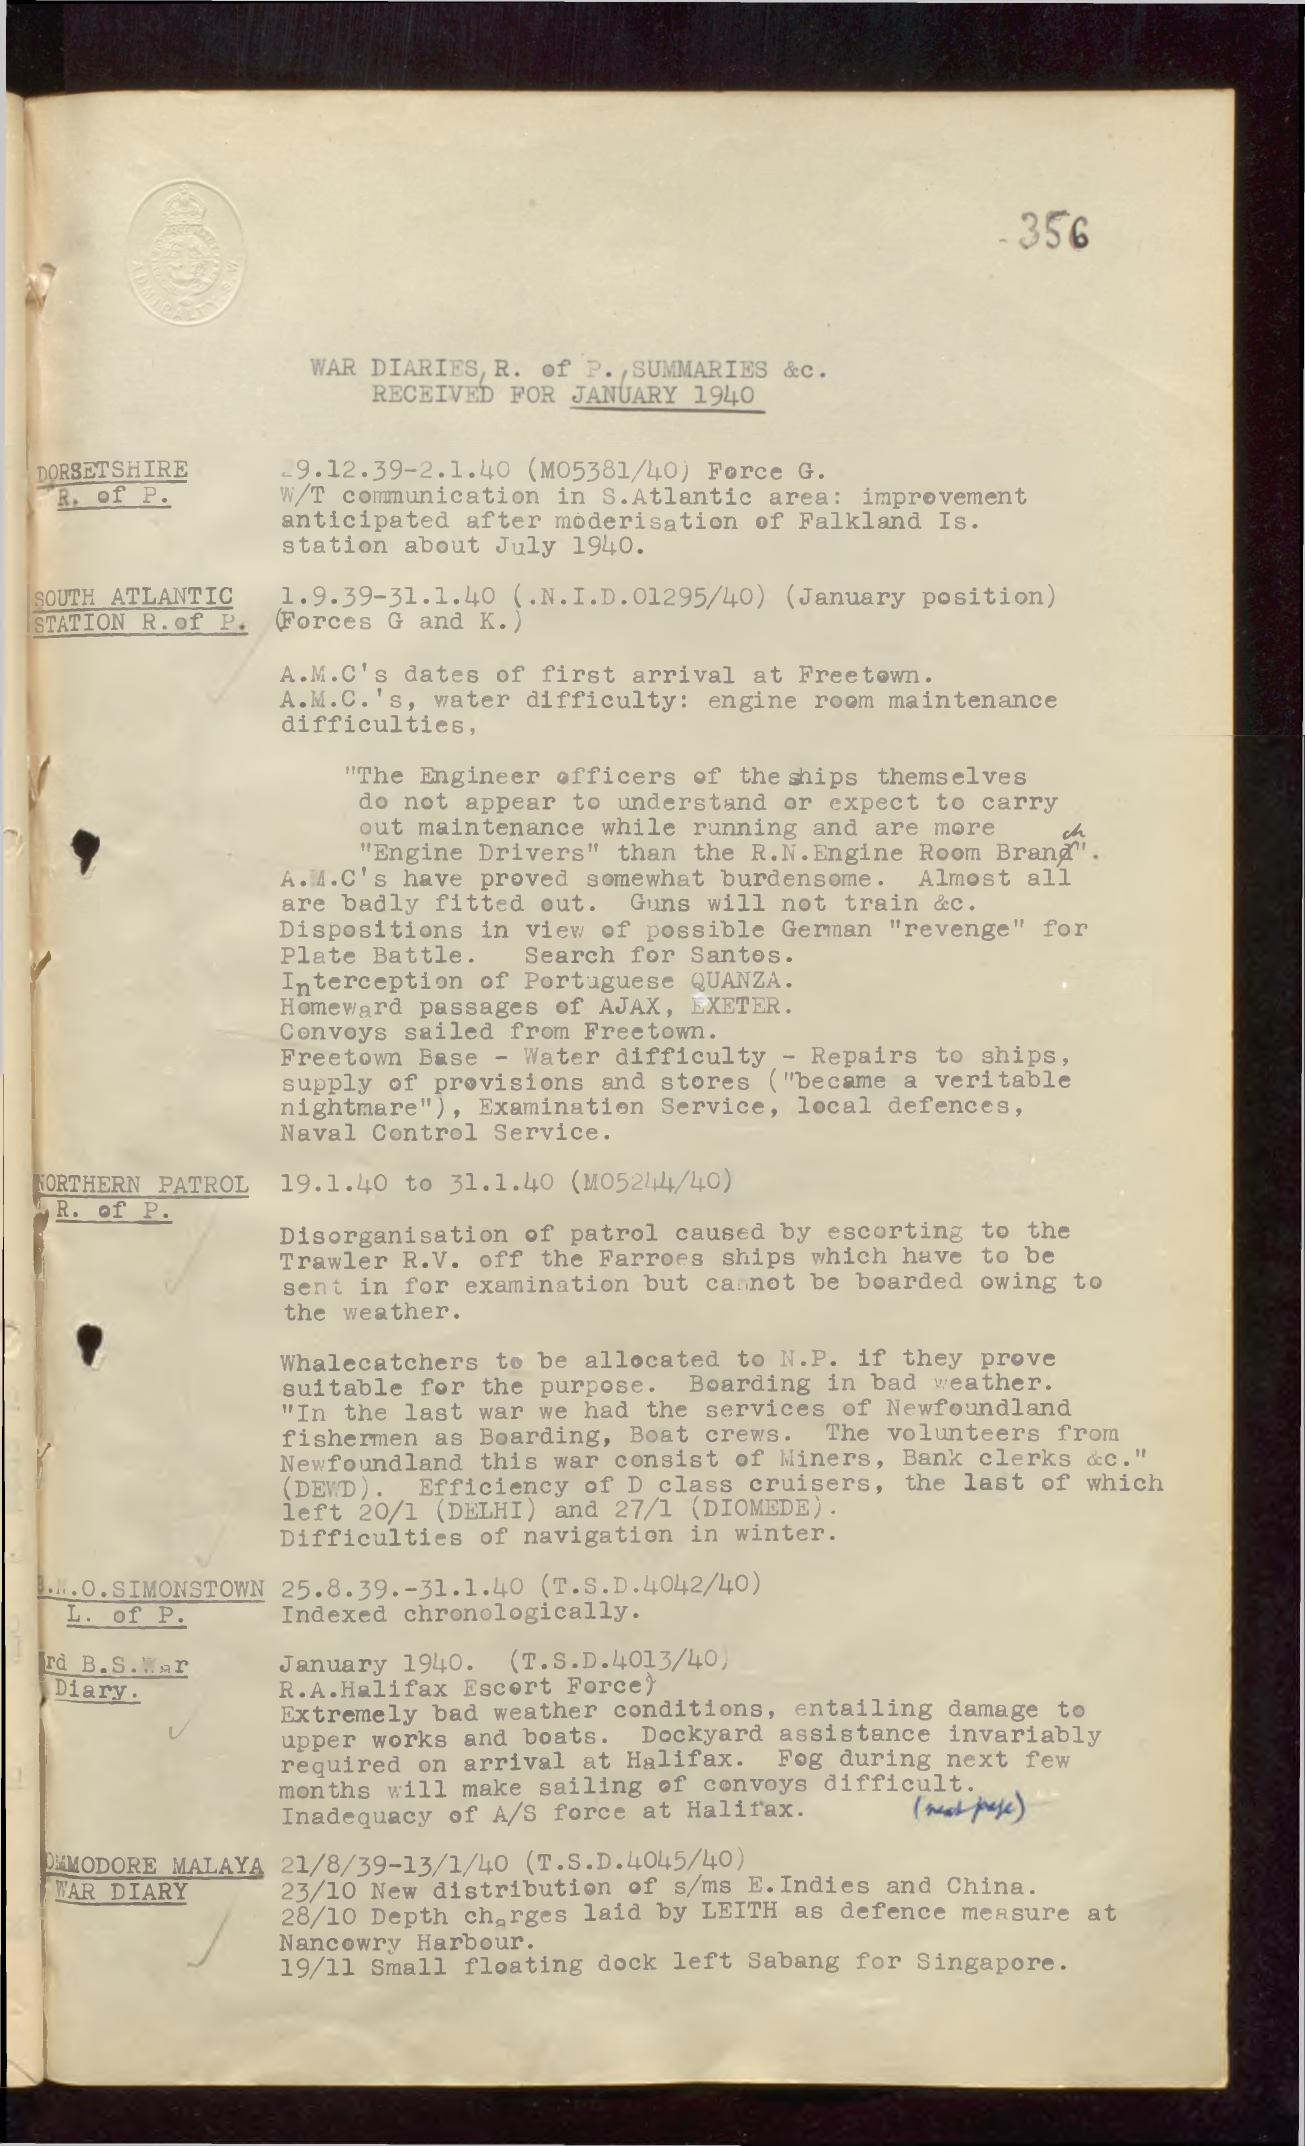 356
WAR DIARIES, R. of P., SUMMARIES &c.
RECEIVED FOR JANUARY 1940
DORSETSHIRE
R. of P.
29.12.39-2.1.40 (M05381/40) Force G.
W/T communication in S.Atlantic area: improvement
anticipated after moderisation of Falkland Is.
station about July 1940.
SOUTH ATLANTIC
STATION R.of P.
1.9.39-31.1.40 (.N.I.D.01295/40) (January position)
(Forces G and K.)
A.M.C's dates of first arrival at Freetown.
A.M.C.'s, water difficulty: engine room maintenance
difficulties,
"The Engineer officers of the ships themselves
do not appear to understand or expect to carry
out maintenance while running and are more
"Engine Drivers" than the R.N.Engine Room Branch".
A.M.C's have proved somewhat burdensome. Almost all
are badly fitted out. Guns will not train &c.
Dispositions in view of possible German "revenge" for
Plate Battle. Search for Santos.
Interception of Portuguese QUANZA.
Homeward passages of AJAX, EXETER.
Convoys sailed from Freetown.
Freetown Base - Water difficulty - Repairs to ships,
supply of provisions and stores ("became a veritable
nightmare"), Examination Service, local defences,
Naval Control Service.
NORTHERN PATROL
R. of P.
19.1.40 to 31.1.40 (M05244/40)
Disorganisation of patrol caused by escorting to the
Trawler R.V. off the Farroes ships which have to be
sent in for examination but cannot be boarded owing to
the weather.
Whalecatchers to be allocated to N.P. if they prove
suitable for the purpose. Boarding in bad weather.
"In the last war we had the services of Newfoundland
fishermen as Boarding, Boat crews. The volunteers from
Newfoundland this war consist of Miners, Bank clerks &c."
(DEWD). Efficiency of D class cruisers, the last of which
left 20/1 (DELHI) and 27/1 (DIOMEDE).
Difficulties of navigation in winter.
.O.SIMONSTOWN
L. of P.
25.8.39.-31.1.40 (T.S.D.4042/40)
Indexed chronologically.
rd B.S.War
Diary.
January 1940. (T.S.D.4013/40)
R.A.Halifax Escort Force)
Extremely bad weather conditions, entailing damage to
upper works and boats. Dockyard assistance invariably
required on arrival at Halifax. Fog during next few
months will make sailing of convoys difficult.
Inadequacy of A/S force at Halifax. (next page)
OMMODORE MALAYA
WAR DIARY
21/8/39-13/1/40 (T.S.D.4045/40)
23/10 New distribution of s/ms E.Indies and China.
28/10 Depth charges laid by LEITH as defence measure at
Nancowry Harbour.
19/11 Small floating dock left Sabang for Singapore.